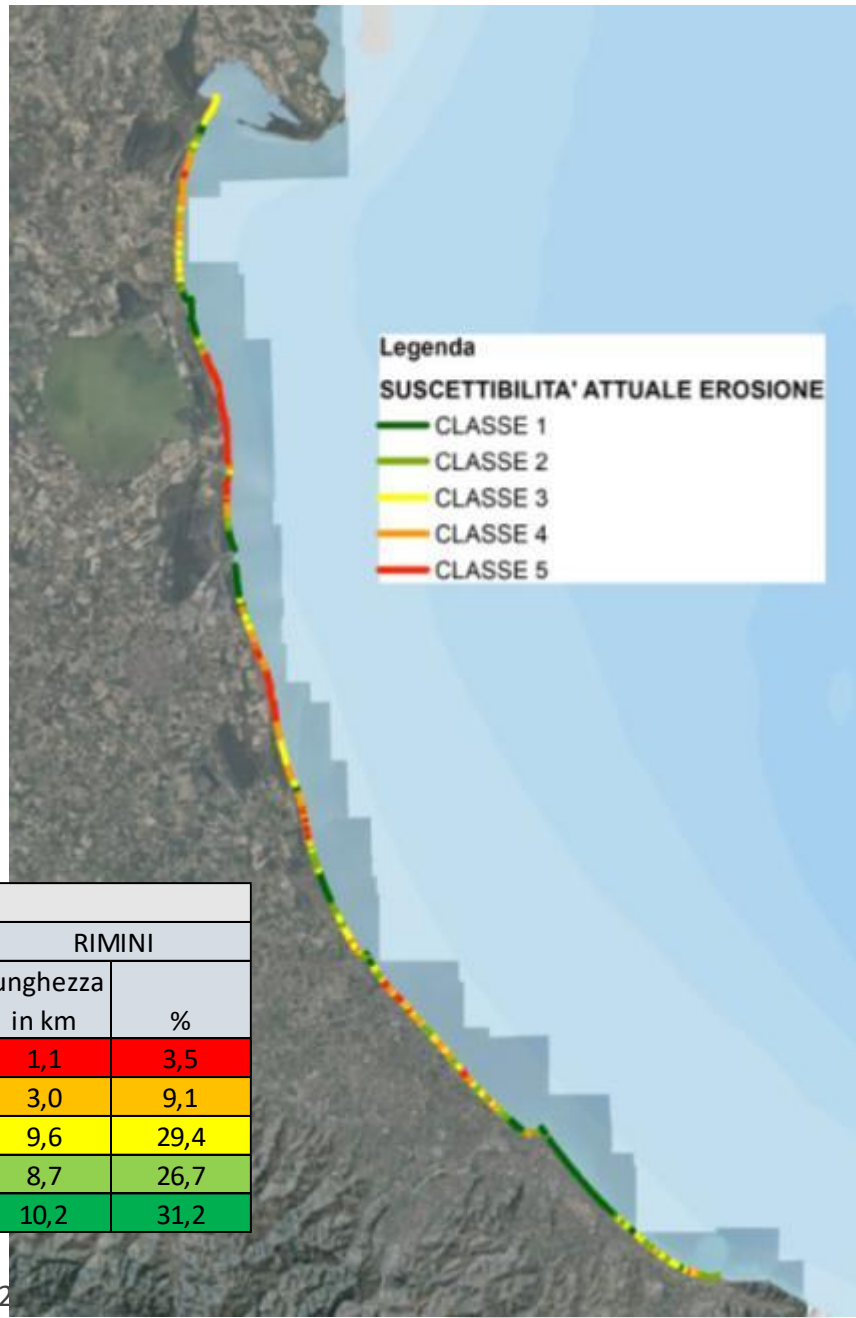 Legenda
SUSCETTIBILITA' ATTUALE EROSIONE
CLASSE 1
CLASSE 2
CLASSE 3
CLASSE 4
CLASSE 5
RIMINI
unghezza
in km %
1,1 3,5
3,0 9,1
9,6 29,4
8,7 26,7
10,2 31,2
2